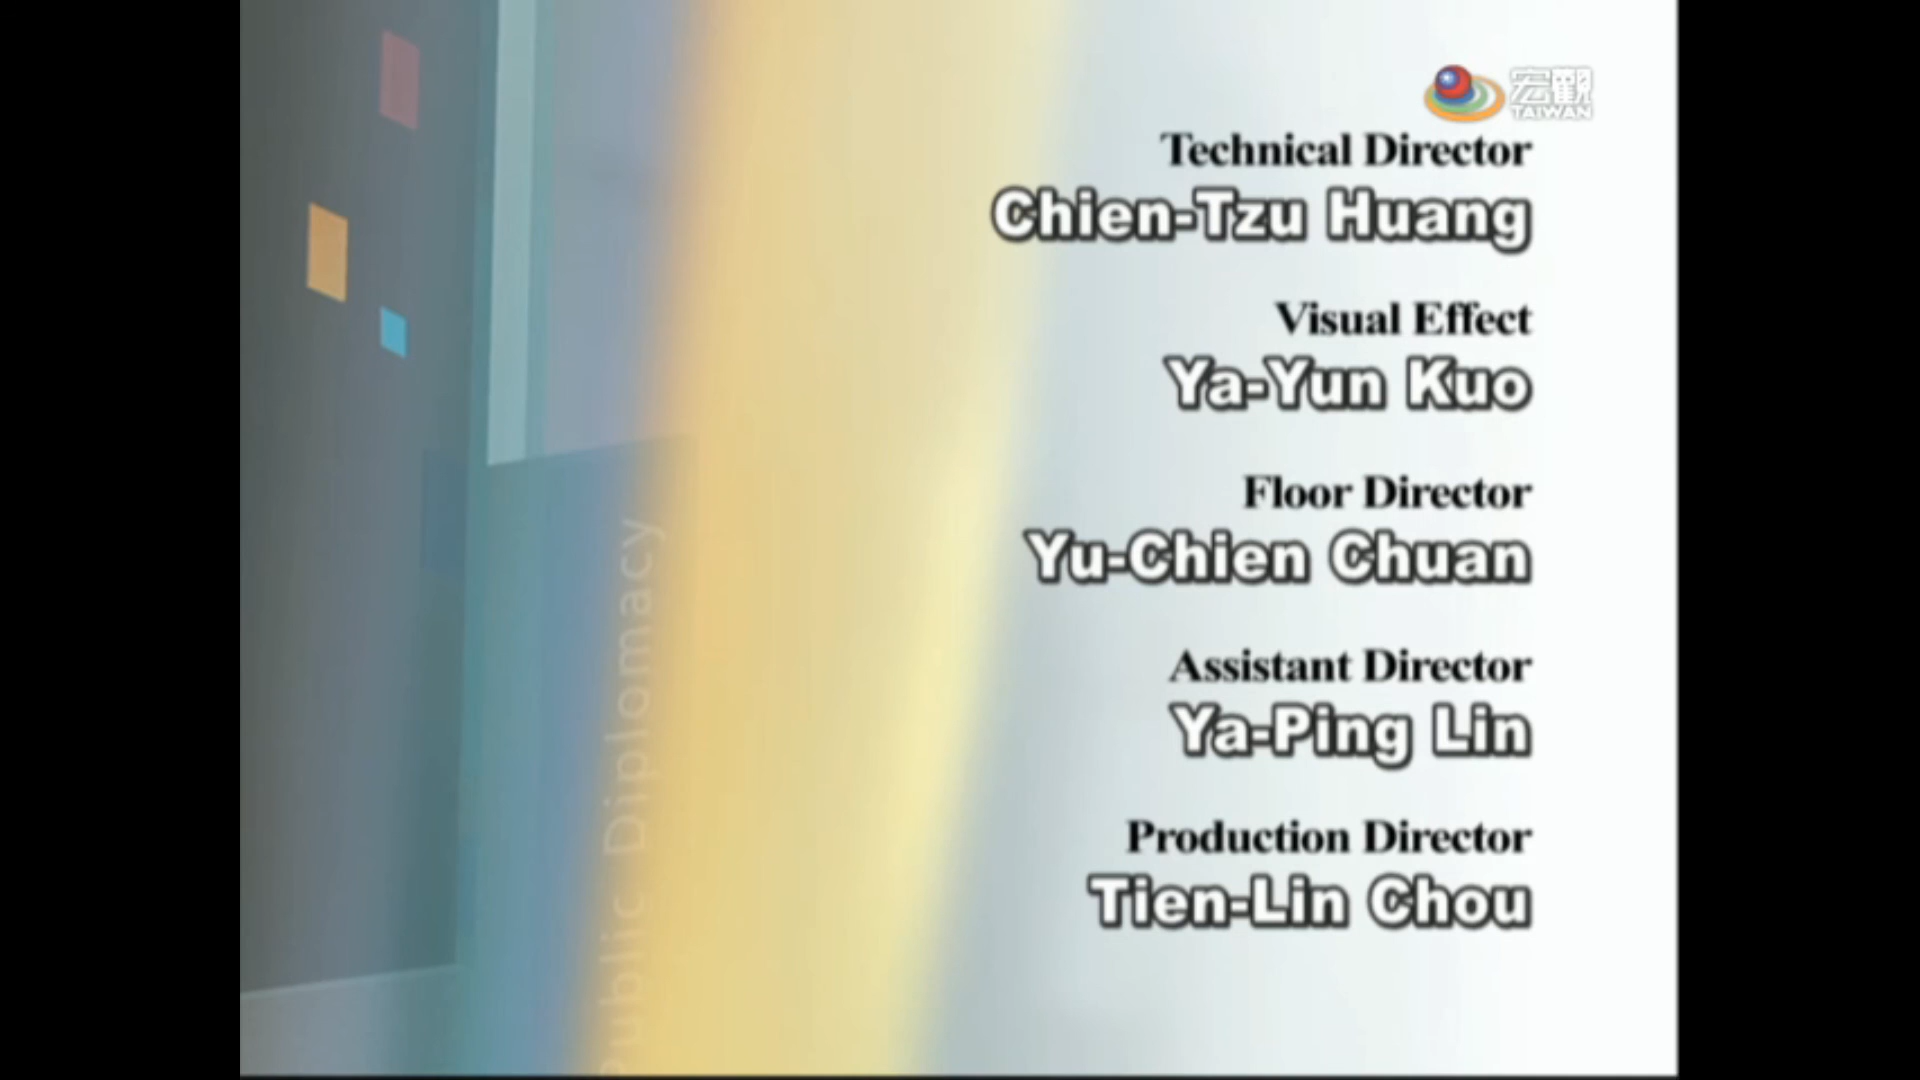 宏觀
TAIWAN
Technical Director
Chien-Tzu Huang
Visual Effect
Ya-Yun Kuo
Floor Director
Yu-Chien Chuan
Assistant Director
Ya-Ping Lin
Production Director
Tien-Lin Chou
Public Diplomacy